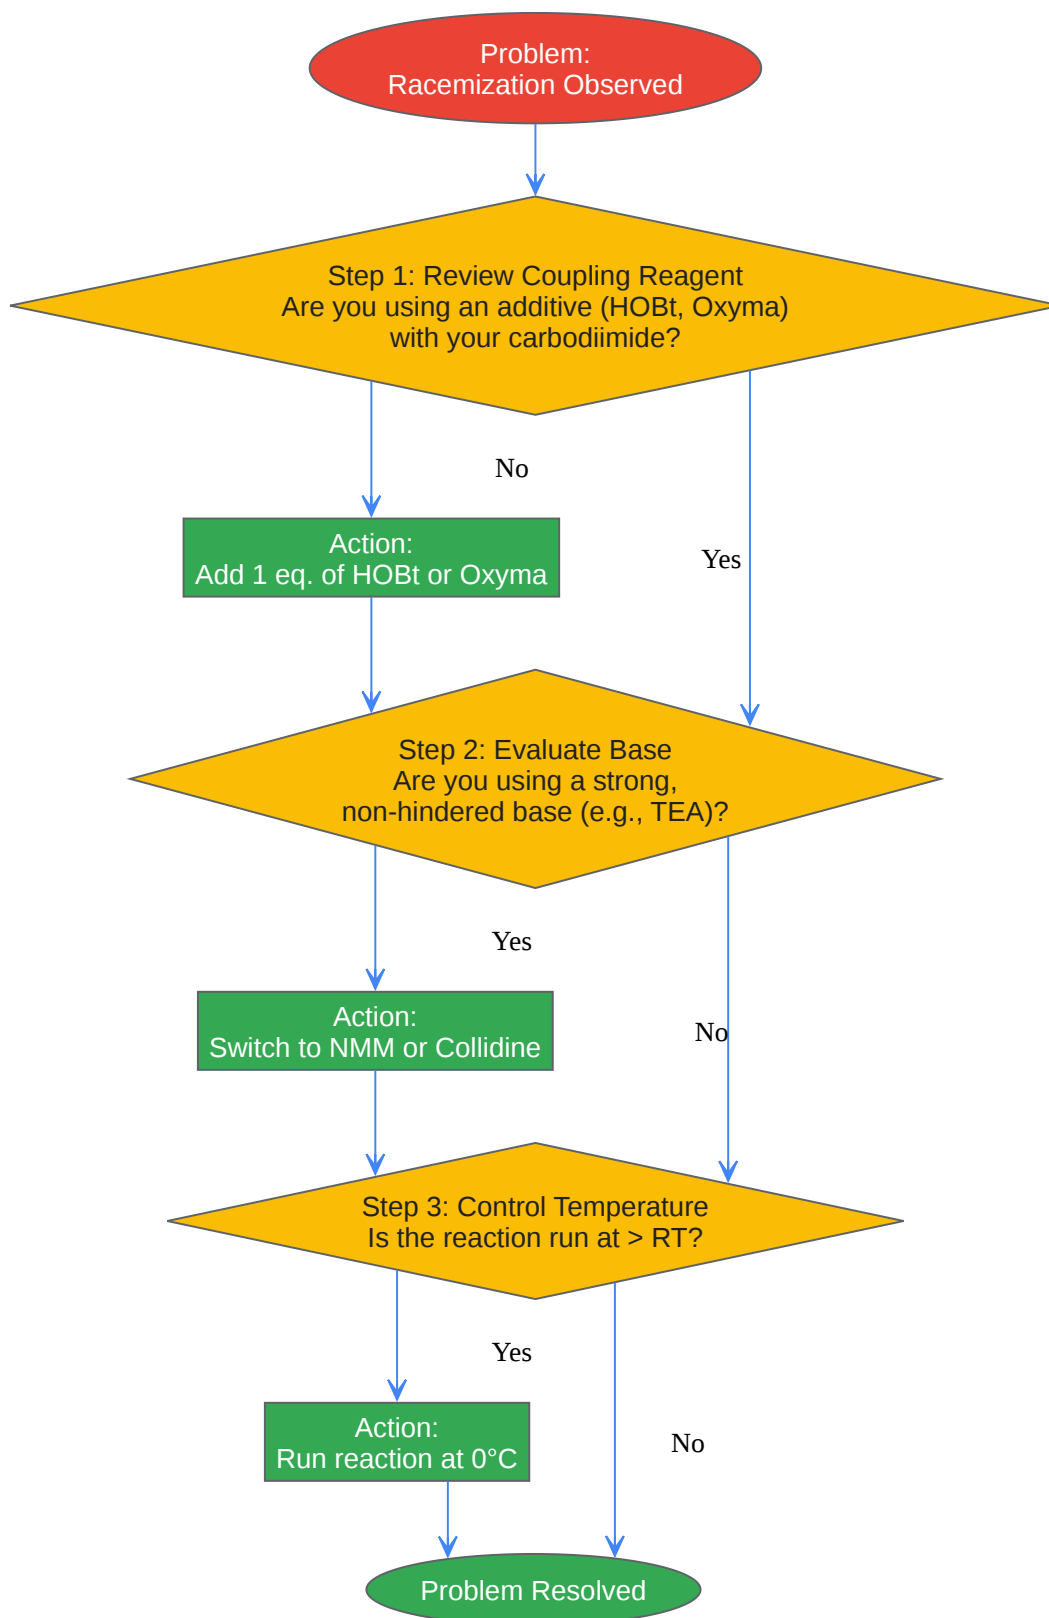 Problem:
Racemization Observed
Step 1: Review Coupling Reagent
Are you using an additive (HOBt, Oxyma)
with your carbodiimide?
No
Action:
Add 1 eq. of HOBt or Oxyma
Yes
Step 2: Evaluate Base
Are you using a strong,
non-hindered base (e.g., TEA)?
Yes
Action:
Switch to NMM or Collidine
No
Step 3: Control Temperature
Is the reaction run at > RT?
Yes
Action:
Run reaction at 0°C
No
Problem Resolved